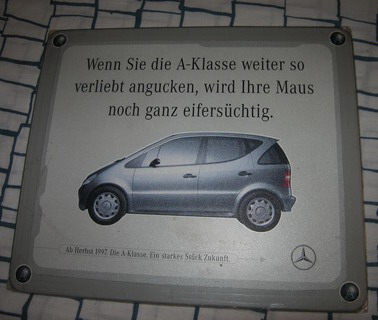 Wenn Sie die A-Klasse weiter so
verliebt angucken, wird Ihre Maus
noch ganz eifersüchtig.
Ab Herbst 1997. Die A-Klasse. Ein starkes Stück Zukunft.